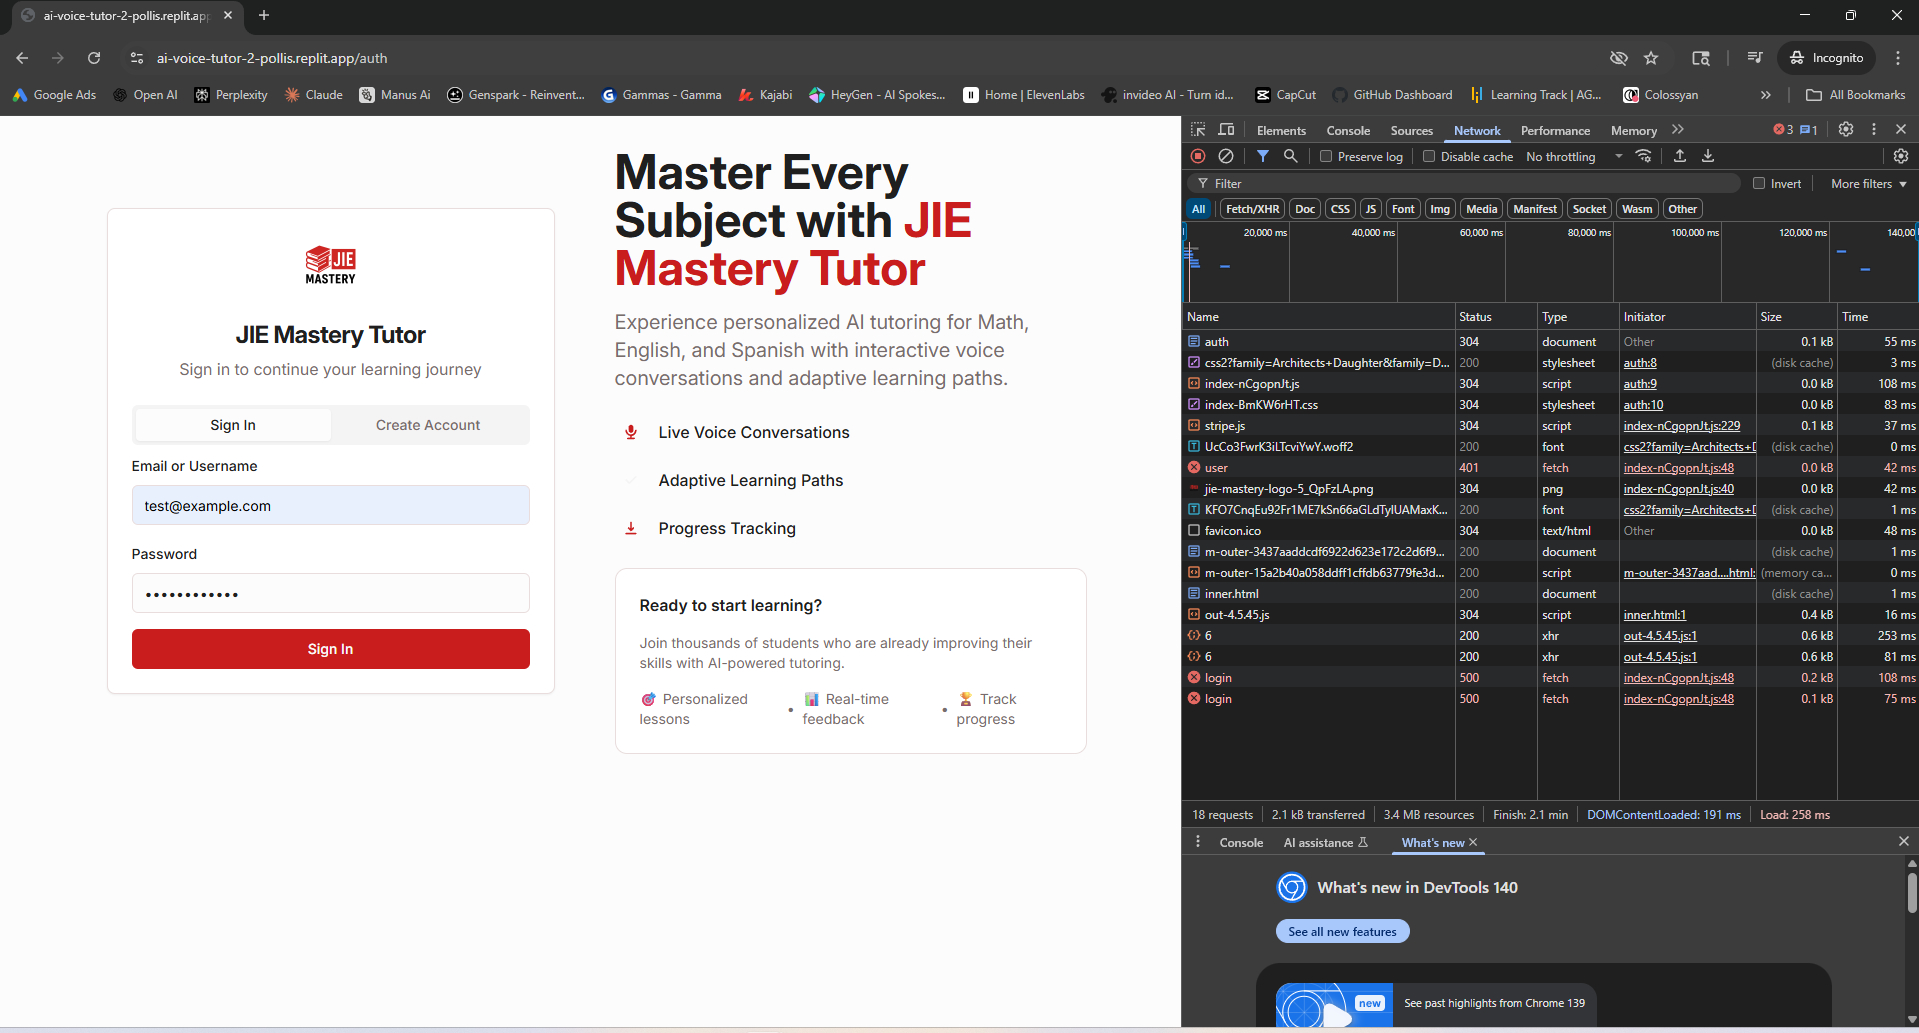 ai-voice-tutor-2-pollis.replit.app
ai-voice-tutor-2-pollis.replit.app/auth
Incognito
Google Ads
Open AI
Perplexity
Claude
Manus Ai
Genspark - Reinvent...
Gammas - Gamma
Kajabi
HeyGen - AI Spokes...
Home | ElevenLabs
invideo AI - Turn id...
CapCut
GitHub Dashboard
Learning Track | AG...
Colossyan
All Bookmarks
JIE
MASTERY
JIE Mastery Tutor
Sign in to continue your learning journey
Sign In
Create Account
Email or Username
test@example.com
Password
••••••••••••
Sign In
Master Every
Subject with JIE
Mastery Tutor
Experience personalized AI tutoring for Math,
English, and Spanish with interactive voice
conversations and adaptive learning paths.
Live Voice Conversations
Adaptive Learning Paths
Progress Tracking
Ready to start learning?
Join thousands of students who are already improving their
skills with AI-powered tutoring.
🎯 Personalized lessons
• 📊 Real-time feedback
• 🏆 Track progress
Elements Console Sources Network Performance Memory 3 1
Preserve log Disable cache No throttling
Filter Invert More filters
All Fetch/XHR Doc CSS JS Font Img Media Manifest Socket Wasm Other
20,000 ms 40,000 ms 60,000 ms 80,000 ms 100,000 ms 120,000 ms 140,00
Name Status Type Initiator Size Time
auth 304 document Other 0.1 kB 55 ms
css2?family=Architects+Daughter&family=D... 200 stylesheet auth:8 (disk cache) 3 ms
index-nCgopnJt.js 304 script auth:9 0.0 kB 108 ms
index-BmKW6rHT.css 304 stylesheet auth:10 0.0 kB 83 ms
stripe.js 304 script index-nCgopnJt.js:229 0.1 kB 37 ms
UcCo3FwrK3iLTcviYwY.woff2 200 font css2?family=Architects+D (disk cache) 0 ms
user 401 fetch index-nCgopnJt.js:48 0.0 kB 42 ms
jie-mastery-logo-5_QpFzLA.png 304 png index-nCgopnJt.js:40 0.0 kB 42 ms
KFO7CnqEu92Fr1ME7kSn66aGLdTylUAMaxK... 200 font css2?family=Architects+D (disk cache) 1 ms
favicon.ico 304 text/html Other 0.0 kB 48 ms
m-outer-3437aaddcdf6922d623e172c2d6f9... 200 document (disk cache) 1 ms
m-outer-15a2b40a058ddff1cffdb63779fe3d... 200 script m-outer-3437aad....html: (memory ca... 0 ms
inner.html 200 document (disk cache) 1 ms
out-4.5.45.js 304 script inner.html:1 0.4 kB 16 ms
6 200 xhr out-4.5.45.js:1 0.6 kB 253 ms
6 200 xhr out-4.5.45.js:1 0.6 kB 81 ms
login 500 fetch index-nCgopnJt.js:48 0.2 kB 108 ms
login 500 fetch index-nCgopnJt.js:48 0.1 kB 75 ms
18 requests 2.1 kB transferred 3.4 MB resources Finish: 2.1 min DOMContentLoaded: 191 ms Load: 258 ms
Console AI assistance What's new
What's new in DevTools 140
See all new features
new
See past highlights from Chrome 139